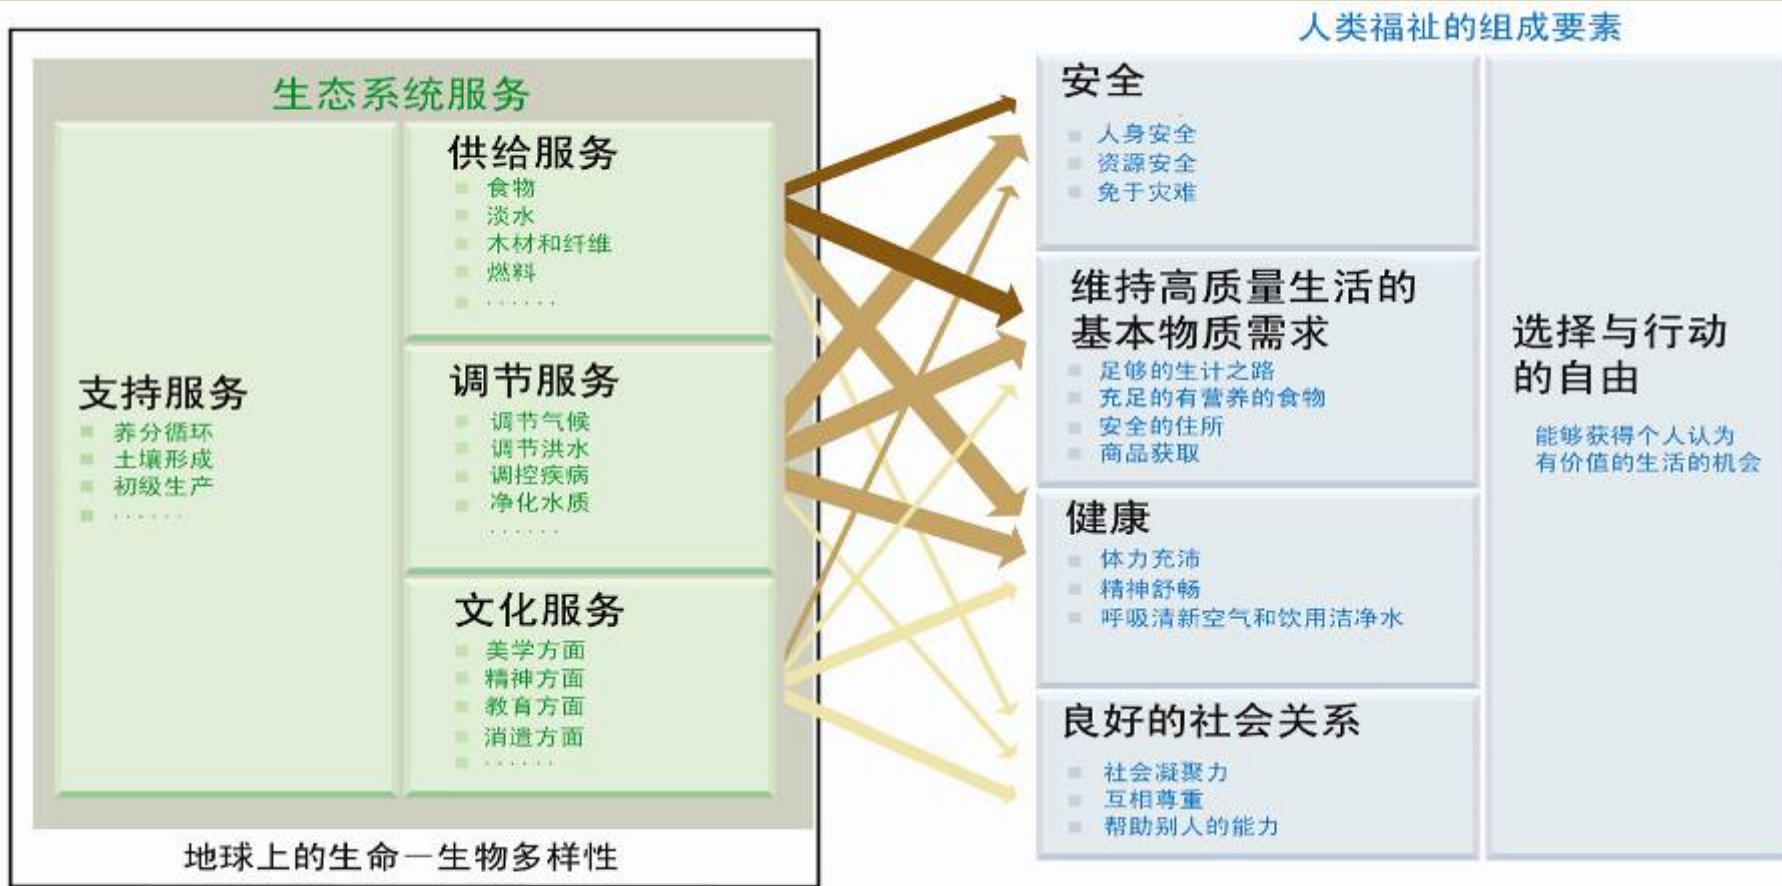 生态系统服务
支持服务
养分循环
土壤形成
初级生产
······
供给服务
食物
淡水
木材和纤维
燃料
······
调节服务
调节气候
调节洪水
调控疾病
净化水质
······
文化服务
美学方面
精神方面
教育方面
消遣方面
······
地球上的生命－生物多样性
人类福祉的组成要素
安全
人身安全
资源安全
免于灾难
维持高质量生活的
基本物质需求
足够的生计之路
充足的有营养的食物
安全的住所
商品获取
健康
体力充沛
精神舒畅
呼吸清新空气和饮用洁净水
良好的社会关系
社会凝聚力
互相尊重
帮助别人的能力
选择与行动
的自由
能够获得个人认为
有价值的生活的机会